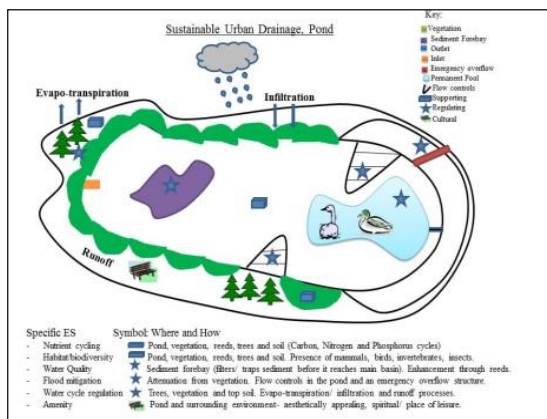 Sustainable Urban Drainage, Pond
Key:
Vegetation
Sediment Forebay
Outlet
Inlet
Emergency overflow
Permanent Pool
Flow controls
Supporting
Regulating
Cultural
Evapo-transpiration
Infiltration
Runoff
Specific ES Symbol: Where and How
- Nutrient cycling Pond, vegetation, reeds, trees and soil (Carbon, Nitrogen and Phosphorus cycles)
- Habitat/biodiversity Pond, vegetation, reeds, trees and soil. Presence of mammals, birds, invertebrates, insects.
- Water Quality Sediment forebay (filters/ traps sediment before it reaches main basin). Enhancement through reeds.
- Flood mitigation Attenuation from vegetation. Flow controls in the pond and an emergency overflow structure.
- Water cycle regulation Trees, vegetation and top soil. Evapo-transpiration/ infiltration and runoff processes.
- Amenity Pond and surrounding environment- aesthetically appealing, spiritual/ place of leisure.